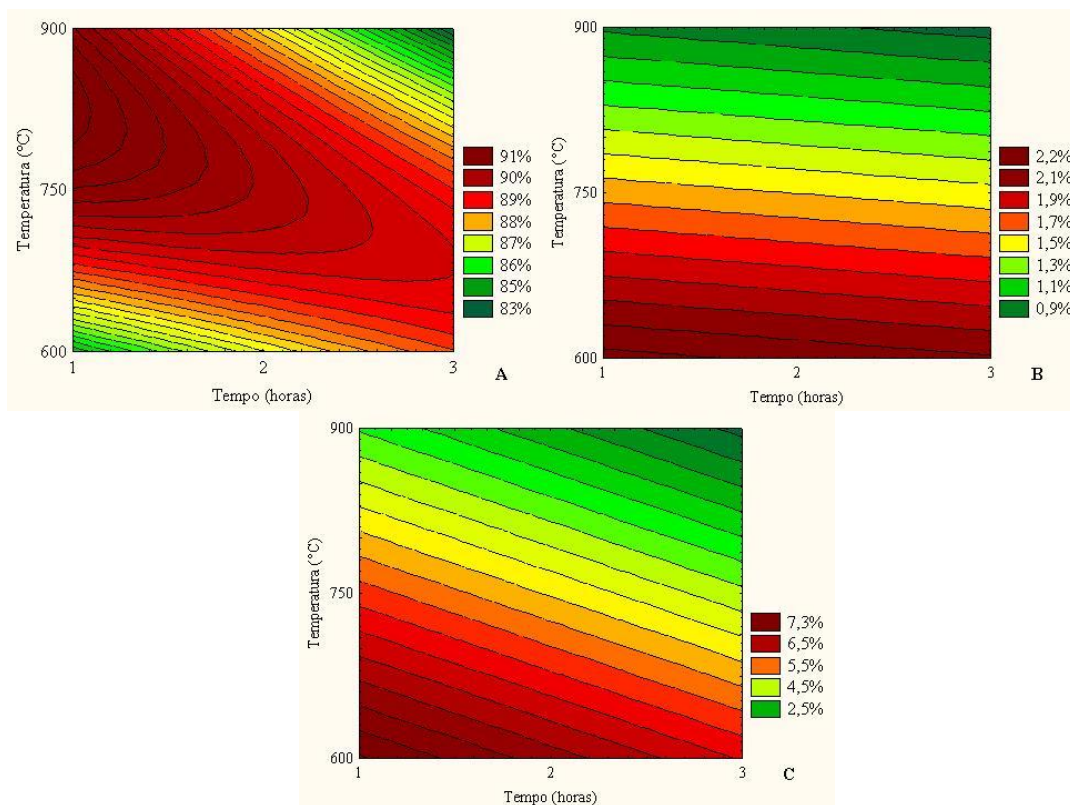 900
750
600
Temperatura (°C)
1 2 3
Tempo (horas)
91%
90%
89%
88%
87%
86%
85%
83%
A
900
750
600
Temperatura (°C)
1 2 3
Tempo (horas)
2,2%
2,1%
1,9%
1,7%
1,5%
1,3%
1,1%
0,9%
B
900
750
600
Temperatura (°C)
1 2 3
Tempo (horas)
7,3%
6,5%
5,5%
4,5%
2,5%
C